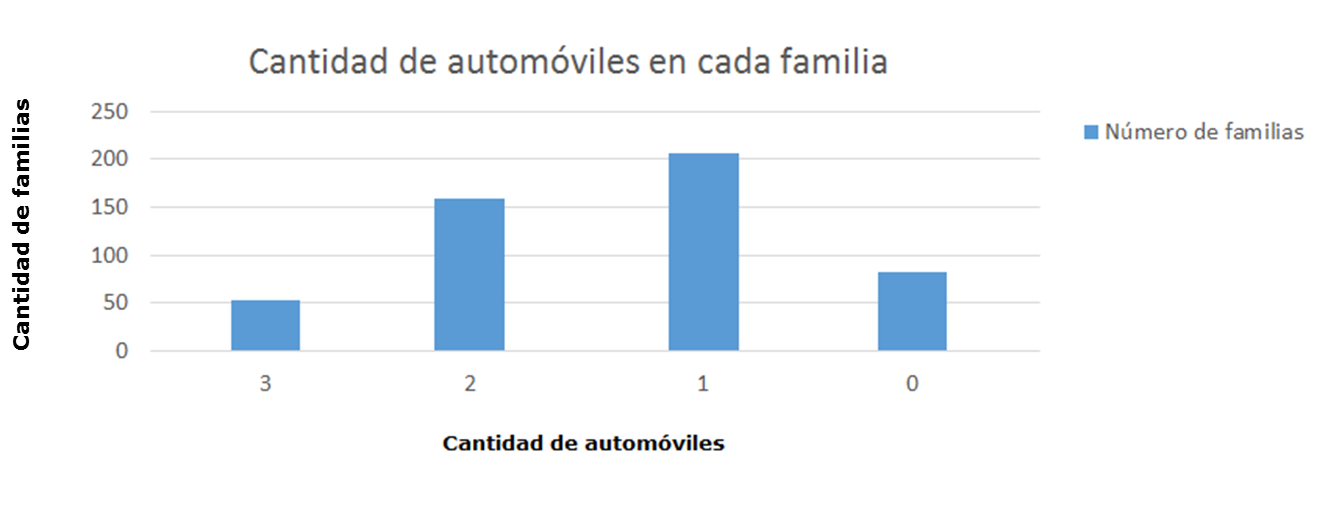 Cantidad de automóviles en cada familia
Cantidad de familias
250
200
150
100
50
0
Número de familias
3 2 1 0
Cantidad de automóviles